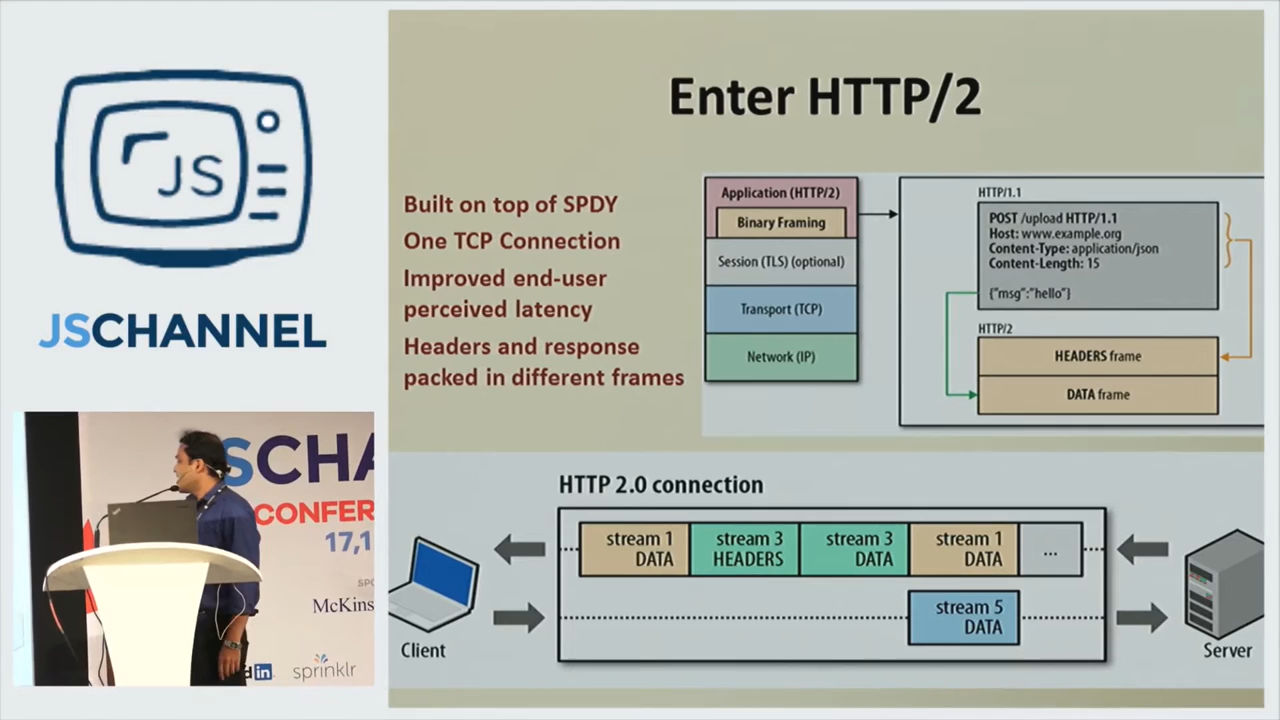 JS
JSCHANNEL
Enter HTTP/2
Built on top of SPDY
One TCP Connection
Improved end-user
perceived latency
Headers and response
packed in different frames
Application (HTTP/2)
Binary Framing
Session (TLS) (optional)
Transport (TCP)
Network (IP)
HTTP/1.1
POST /upload HTTP/1.1
Host: www.example.org
Content-Type: application/json
Content-Length: 15
{"msg":"hello"}
HTTP/2
HEADERS frame
DATA frame
HTTP 2.0 connection
stream 1
DATA
stream 3
HEADERS
stream 3
DATA
stream 1
DATA
...
stream 5
DATA
Client
Server
SCHA
CONFER
17,1
SPO
McKins
in
sprinklr